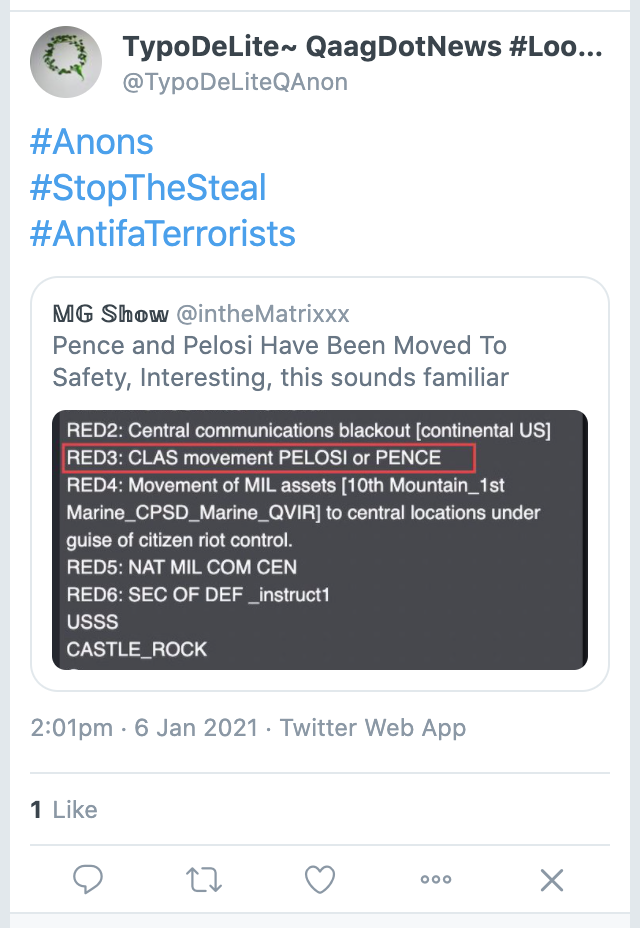 TypoDeLite~ QaagDotNews #Loo...
@TypoDeLiteQAnon
#Anons
#StopTheSteal
#AntifaTerrorists
𝕄𝔾 𝕊𝕙𝕠𝕨 @intheMatrixxx
Pence and Pelosi Have Been Moved To
Safety, Interesting, this sounds familiar
RED2: Central communications blackout [continental US]
RED3: CLAS movement PELOSI or PENCE
RED4: Movement of MIL assets [10th Mountain_1st
Marine_CPSD_Marine_QVIR] to central locations under
guise of citizen riot control.
RED5: NAT MIL COM CEN
RED6: SEC OF DEF _instruct1
USSS
CASTLE_ROCK
2:01pm · 6 Jan 2021 · Twitter Web App
1 Like